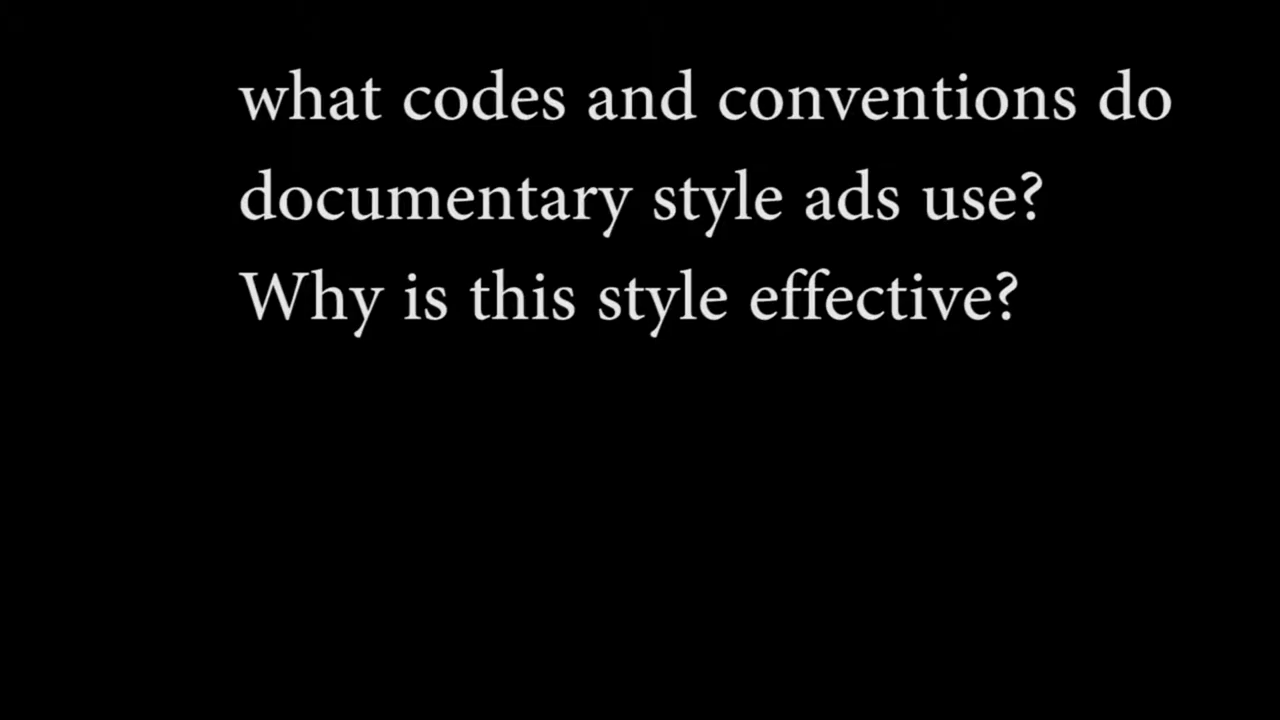 what codes and conventions do
documentary style ads use?
Why is this style effective?